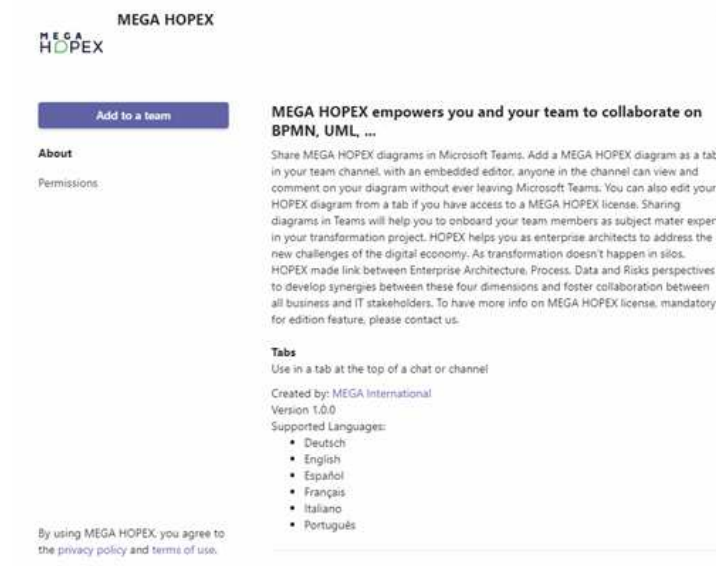 MEGA HOPEX
MEGA
HOPEX
Add to a team
About
Permissions
MEGA HOPEX empowers you and your team to collaborate on
BPMN, UML, ...
Share MEGA HOPEX diagrams in Microsoft Teams. Add a MEGA HOPEX diagram as a tab
in your team channel, with an embedded editor, anyone in the channel can view and
comment on your diagram without ever leaving Microsoft Teams. You can also edit your
HOPEX diagram from a tab if you have access to a MEGA HOPEX license. Sharing
diagrams in Teams will help you to onboard your team members as subject mater exper
in your transformation project. HOPEX helps you as enterprise architects to address the
new challenges of the digital economy. As transformation doesn't happen in silos,
HOPEX made link between Enterprise Architecture, Process, Data and Risks perspectives
to develop synergies between these four dimensions and foster collaboration between
all business and IT stakeholders. To have more info on MEGA HOPEX license, mandatory
for edition feature, please contact us.
Tabs
Use in a tab at the top of a chat or channel
Created by: MEGA International
Version 1.0.0
Supported Languages:
• Deutsch
• English
• Español
• Français
• Italiano
• Português
By using MEGA HOPEX, you agree to
the privacy policy and terms of use.